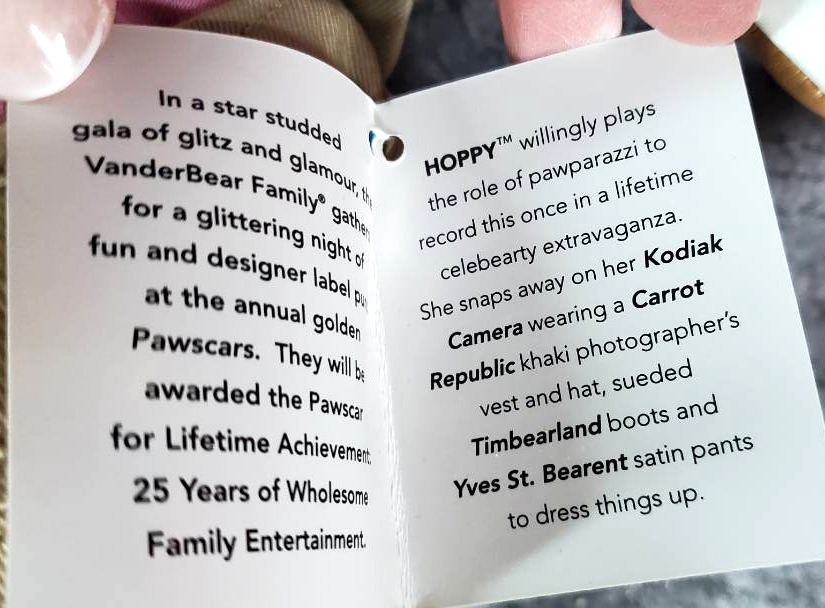 In a star studded
gala of glitz and glamour,
VanderBear Family®
for a glittering night of
fun and designer label
at the annual golden
Pawscars. They will be
awarded the Pawscar
for Lifetime Achievement
25 Years of Wholesome
Family Entertainment.
HOPPY™ willingly plays
the role of pawparazzi to
record this once in a lifetime
celebearty extravaganza.
She snaps away on her Kodiak
Camera wearing a Carrot
Republic khaki photographer's
vest and hat, sueded
Timbearland boots and
Yves St. Bearent satin pants
to dress things up.